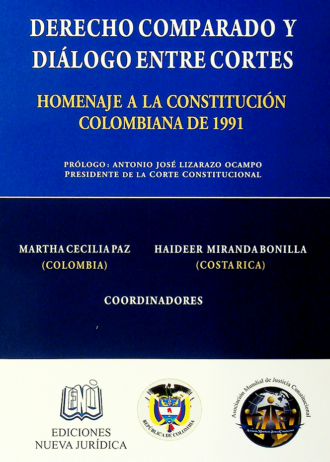 DERECHO COMPARADO Y
DIÁLOGO ENTRE CORTES
HOMENAJE A LA CONSTITUCIÓN
COLOMBIANA DE 1991
PRÓLOGO: ANTONIO JOSÉ LIZARAZO OCAMPO
PRESIDENTE DE LA CORTE CONSTITUCIONAL
MARTHA CECILIA PAZ
(COLOMBIA)
HAIDEER MIRANDA BONILLA
(COSTA RICA)
COORDINADORES
EDICIONES
NUEVA JURÍDICA
REPUBLICA DE COLOMBIA
Asociación Mundial de Justicia Constitucional